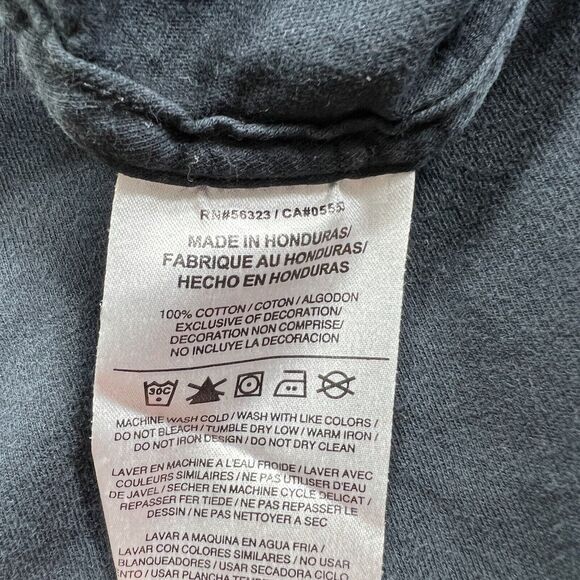 RN#56323 / CA#0555
MADE IN HONDURAS/
FABRIQUE AU HONDURAS/
HECHO EN HONDURAS
100% COTTON / COTON / ALGODON
EXCLUSIVE OF DECORATION/
DECORATION NON COMPRISE/
NO INCLUYE LA DECORACION
30C
MACHINE WASH COLD / WASH WITH LIKE COLORS /
DO NOT BLEACH / TUMBLE DRY LOW / WARM IRON /
DO NOT IRON DESIGN / DO NOT DRY CLEAN
LAVER EN MACHINE A L'EAU FROIDE / LAVER AVEC
COULEURS SIMILAIRES / NE PAS UTILISER D'EAU
DE JAVEL / SECHER EN MACHINE CYCLE DELICAT /
REPASSER FER TIEDE / NE PAS REPASSER LE
DESSIN / NE PAS NETTOYER A SEC
LAVAR A MAQUINA EN AGUA FRIA /
LAVAR CON COLORES SIMILARES / NO USAR
BLANQUEADORES / USAR SECADORA CICLO
/ USAR PLANCHA